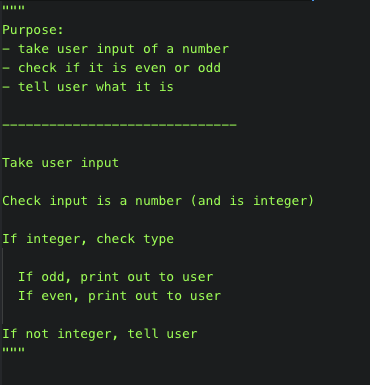 """
Purpose:
- take user input of a number
- check if it is even or odd
- tell user what it is
------------------------------
Take user input
Check input is a number (and is integer)
If integer, check type
If odd, print out to user
If even, print out to user
If not integer, tell user
"""